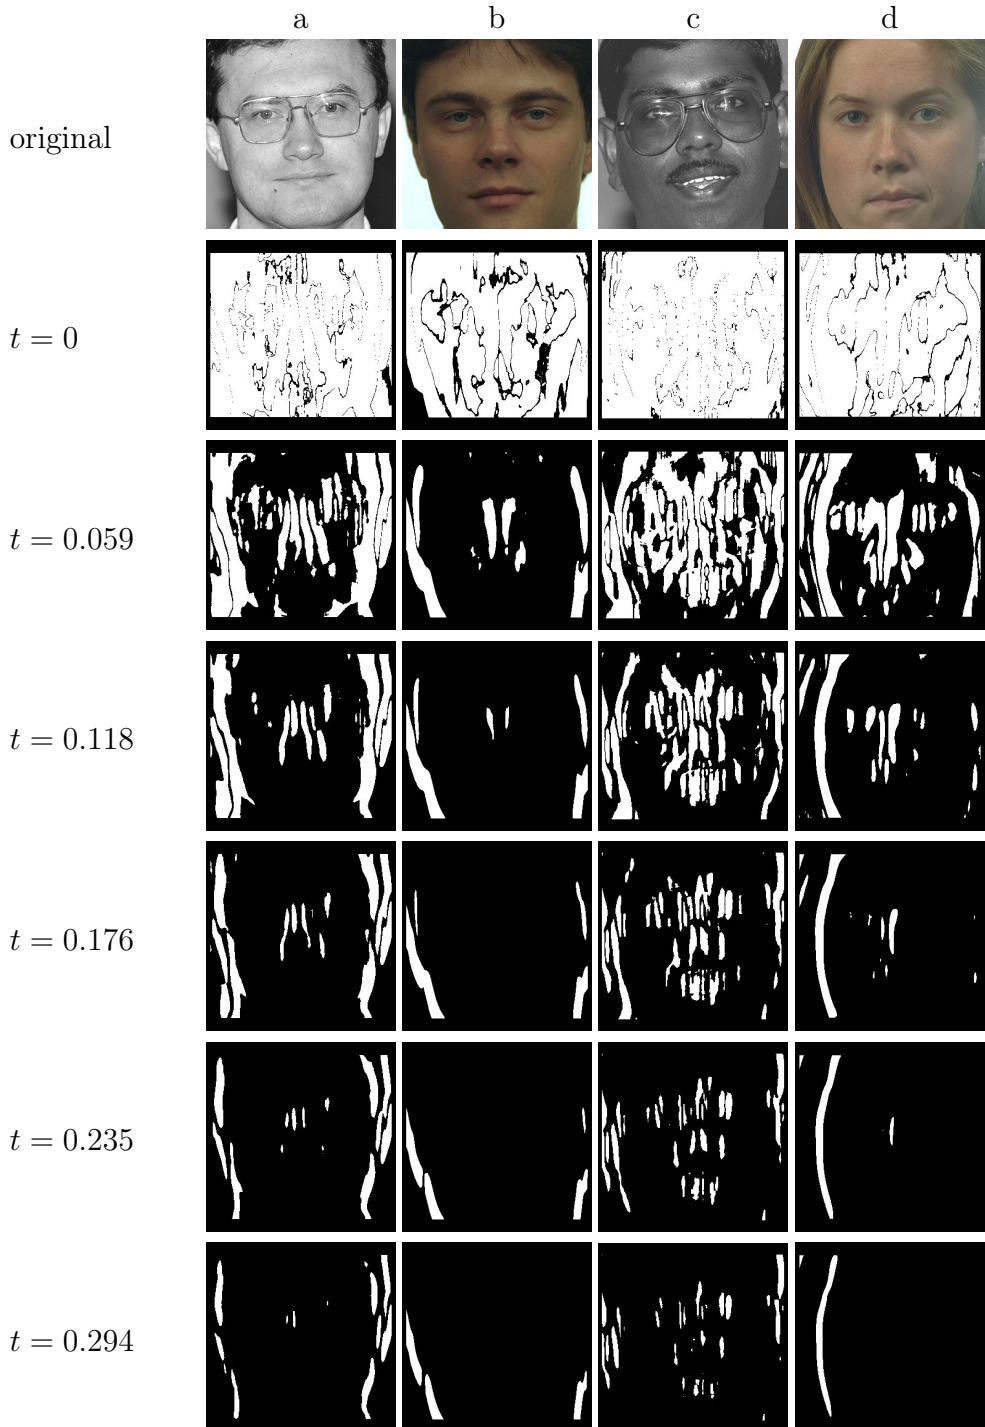 a b c d
original
t = 0
t = 0.059
t = 0.118
t = 0.176
t = 0.235
t = 0.294